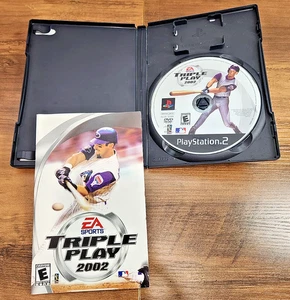 EA
SPORTS
TRIPLE
PLAY
2002
E
EA
TRIPLE PLAY
2002
E
PlayStation.2